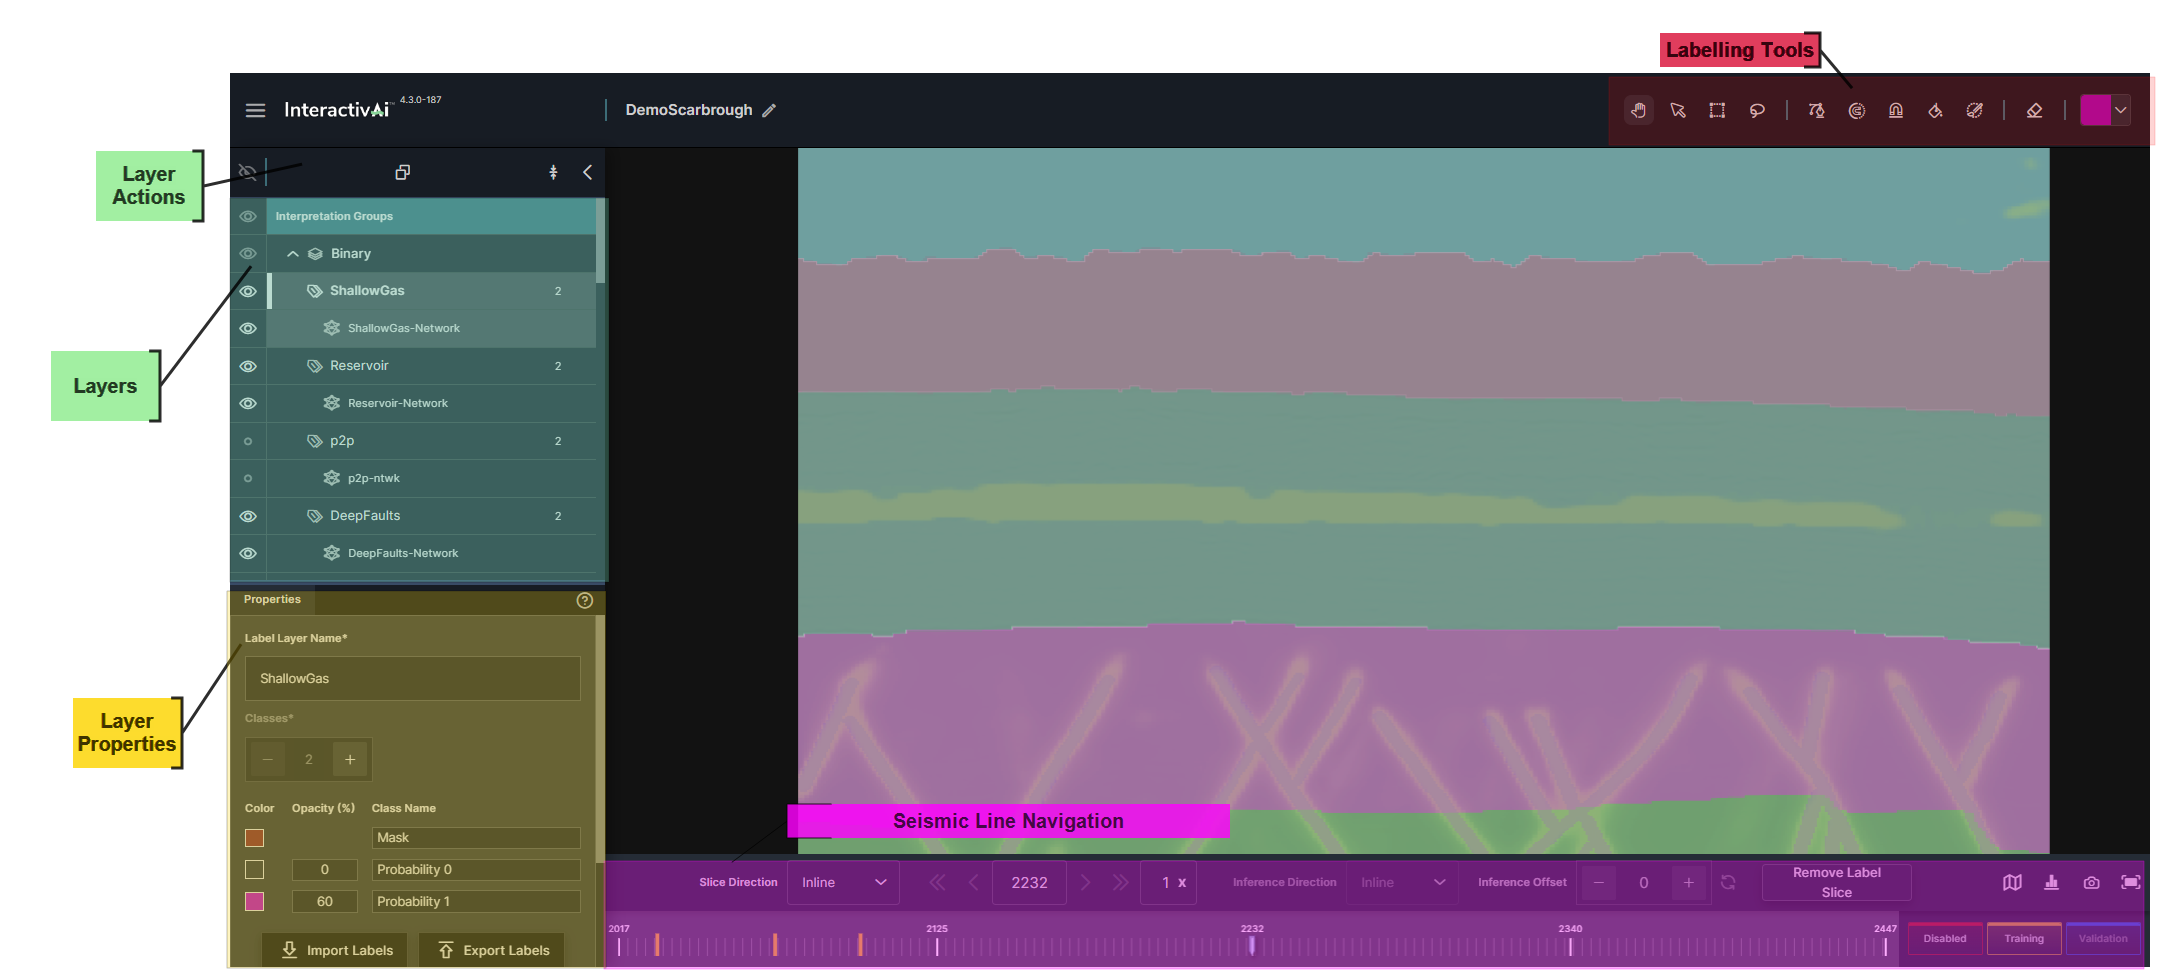 Labelling Tools
InteractivAi™ 4.3.0-187
DemoScarbrough
Layer
Actions
Interpretation Groups
Binary
ShallowGas 2
ShallowGas-Network
Reservoir 2
Layers
Reservoir-Network
p2p 2
p2p-ntwk
DeepFaults 2
DeepFaults-Network
Properties
Label Layer Name*
ShallowGas
Layer
Properties
Classes*
2
Color Opacity (%) Class Name
Mask
0 Probability 0
60 Probability 1
Import Labels Export Labels
Seismic Line Navigation
Slice Direction Inline 2232 1 x Inference Direction Inline Inference Offset 0 Remove Label
Slice
2017 2125 2232 2340 2447
Disabled Training Validation